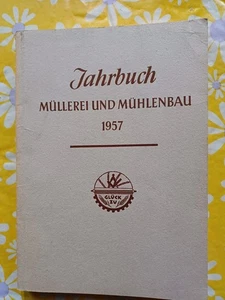 Jahrbuch
MÜLLEREI UND MÜHLENBAU
1957
GLÜCK
ZU